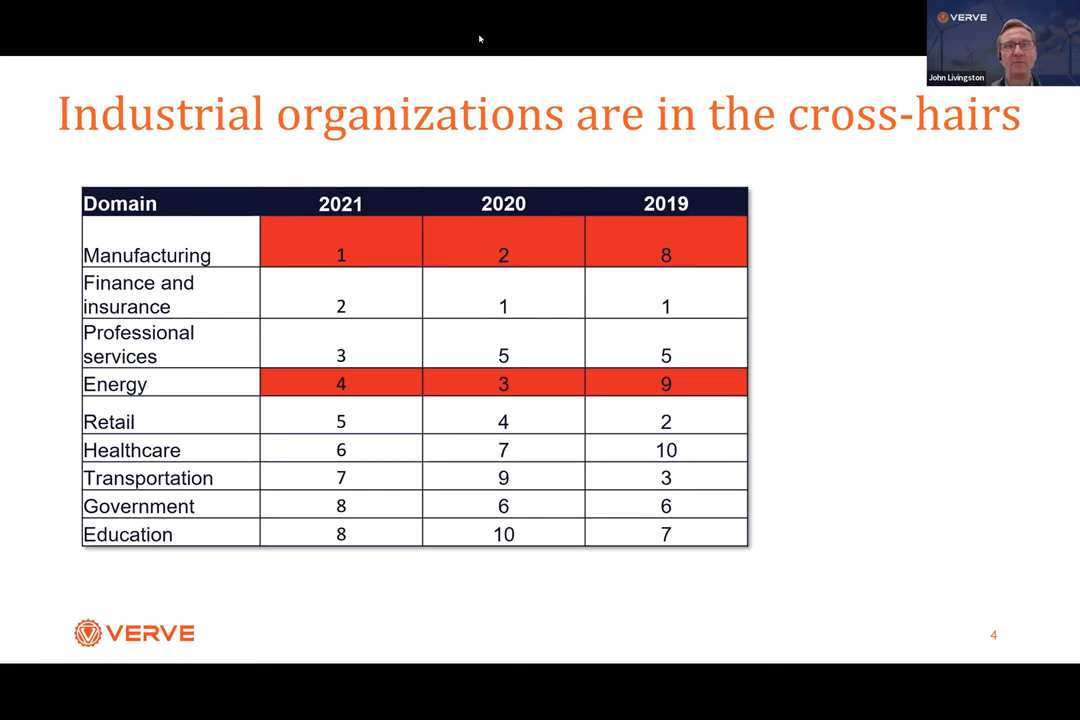 VERVE
John Livingston
Industrial organizations are in the cross-hairs
Domain 2021 2020 2019
Manufacturing 1 2 8
Finance and
insurance 2 1 1
Professional
services 3 5 5
Energy 4 3 9
Retail 5 4 2
Healthcare 6 7 10
Transportation 7 9 3
Government 8 6 6
Education 8 10 7
VERVE
4